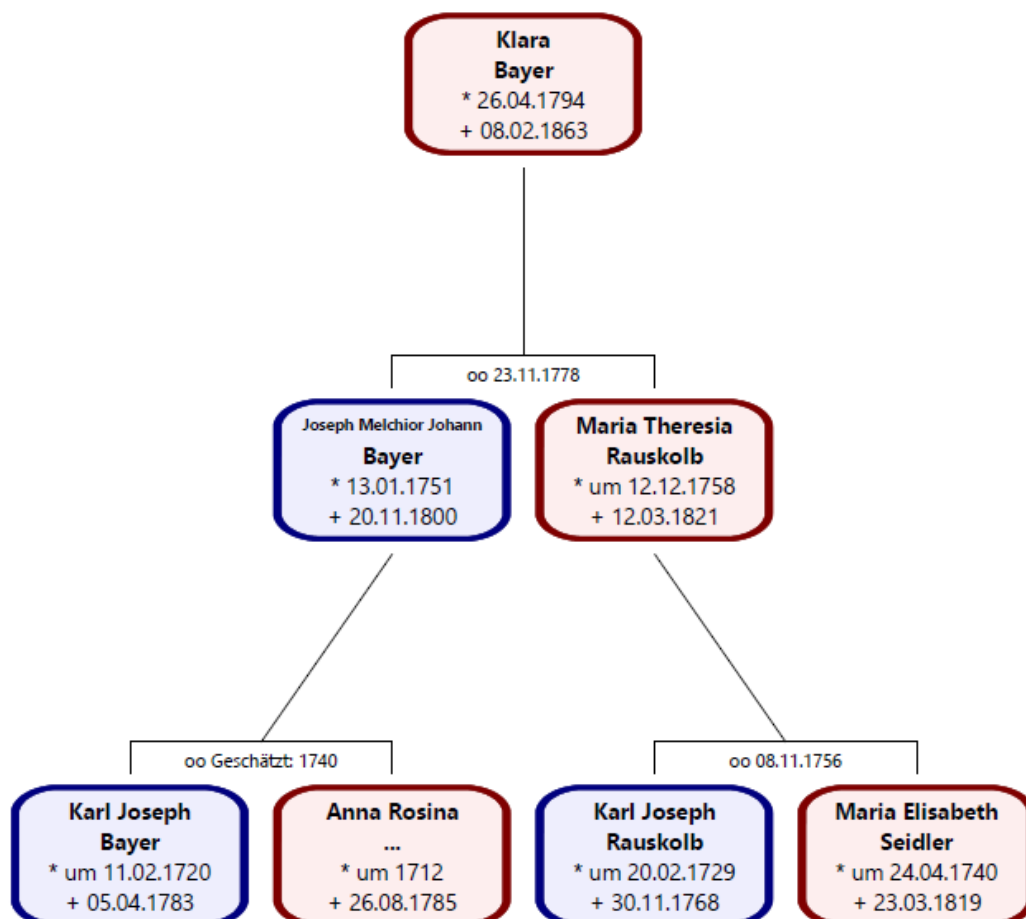 Klara
Bayer
* 26.04.1794
+ 08.02.1863
oo 23.11.1778
Joseph Melchior Johann
Bayer
* 13.01.1751
+ 20.11.1800
Maria Theresia
Rauskolb
* um 12.12.1758
+ 12.03.1821
oo Geschätzt: 1740
oo 08.11.1756
Karl Joseph
Bayer
* um 11.02.1720
+ 05.04.1783
Anna Rosina
...
* um 1712
+ 26.08.1785
Karl Joseph
Rauskolb
* um 20.02.1729
+ 30.11.1768
Maria Elisabeth
Seidler
* um 24.04.1740
+ 23.03.1819